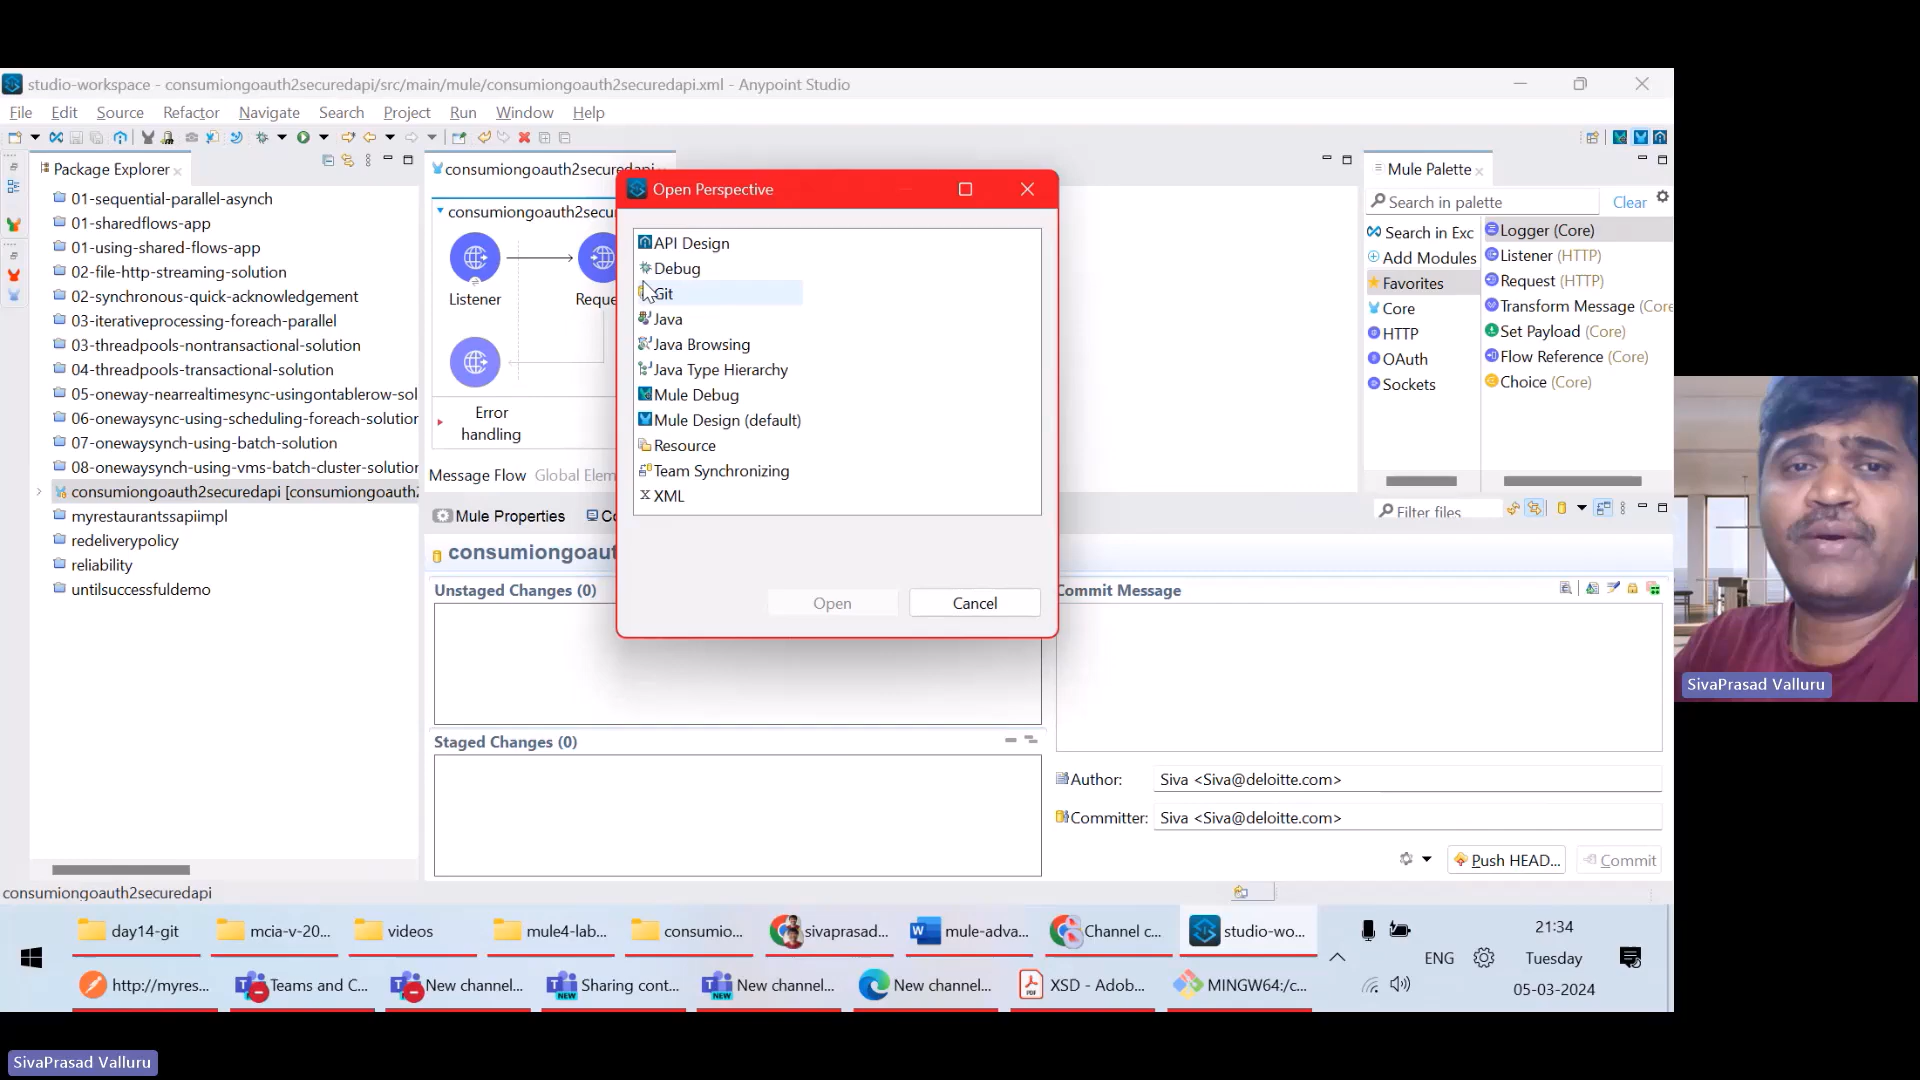 studio-workspace - consumiongoauth2securedapi/src/main/mule/consumiongoauth2securedapi.xml - Anypoint Studio
File Edit Source Refactor Navigate Search Project Run Window Help
Package Explorer
01-sequential-parallel-asynch
01-sharedflows-app
01-using-shared-flows-app
02-file-http-streaming-solution
02-synchronous-quick-acknowledgement
03-iterativeprocessing-foreach-parallel
03-threadpools-nontransactional-solution
04-threadpools-transactional-solution
05-oneway-nearrealtimesync-usingontablerow-sol
06-onewaysync-using-scheduling-foreach-solution
07-onewaysynch-using-batch-solution
08-onewaysynch-using-vms-batch-cluster-solution
consumiongoauth2securedapi [consumiongoauth2
myrestaurantssapiimpl
redeliverypolicy
reliability
untilsuccessfuldemo
consumiongoauth2securedapi
consumiongoauth2secu
Listener
Reque
Error
handling
Message Flow Global Elem
Open Perspective
API Design
Debug
Git
Java
Java Browsing
Java Type Hierarchy
Mule Debug
Mule Design (default)
Resource
Team Synchronizing
XML
Open
Cancel
Mule Palette
Search in palette
Clear
Search in Exc
Add Modules
Favorites
Core
HTTP
OAuth
Sockets
Logger (Core)
Listener (HTTP)
Request (HTTP)
Transform Message (Core
Set Payload (Core)
Flow Reference (Core)
Choice (Core)
Mule Properties
Co
Filter files
consumiongoaut
Unstaged Changes (0)
Staged Changes (0)
Commit Message
Author: Siva <Siva@deloitte.com>
Committer: Siva <Siva@deloitte.com>
Push HEAD...
Commit
consumiongoauth2securedapi
day14-git
mcia-v-20...
videos
mule4-lab...
consumio...
sivaprasad...
mule-adva...
Channel c...
studio-wo...
http://myres...
Teams and C...
New channel...
Sharing cont...
New channel...
New channel...
XSD - Adob...
MINGW64:/c...
ENG
21:34
Tuesday
05-03-2024
SivaPrasad Valluru
SivaPrasad Valluru